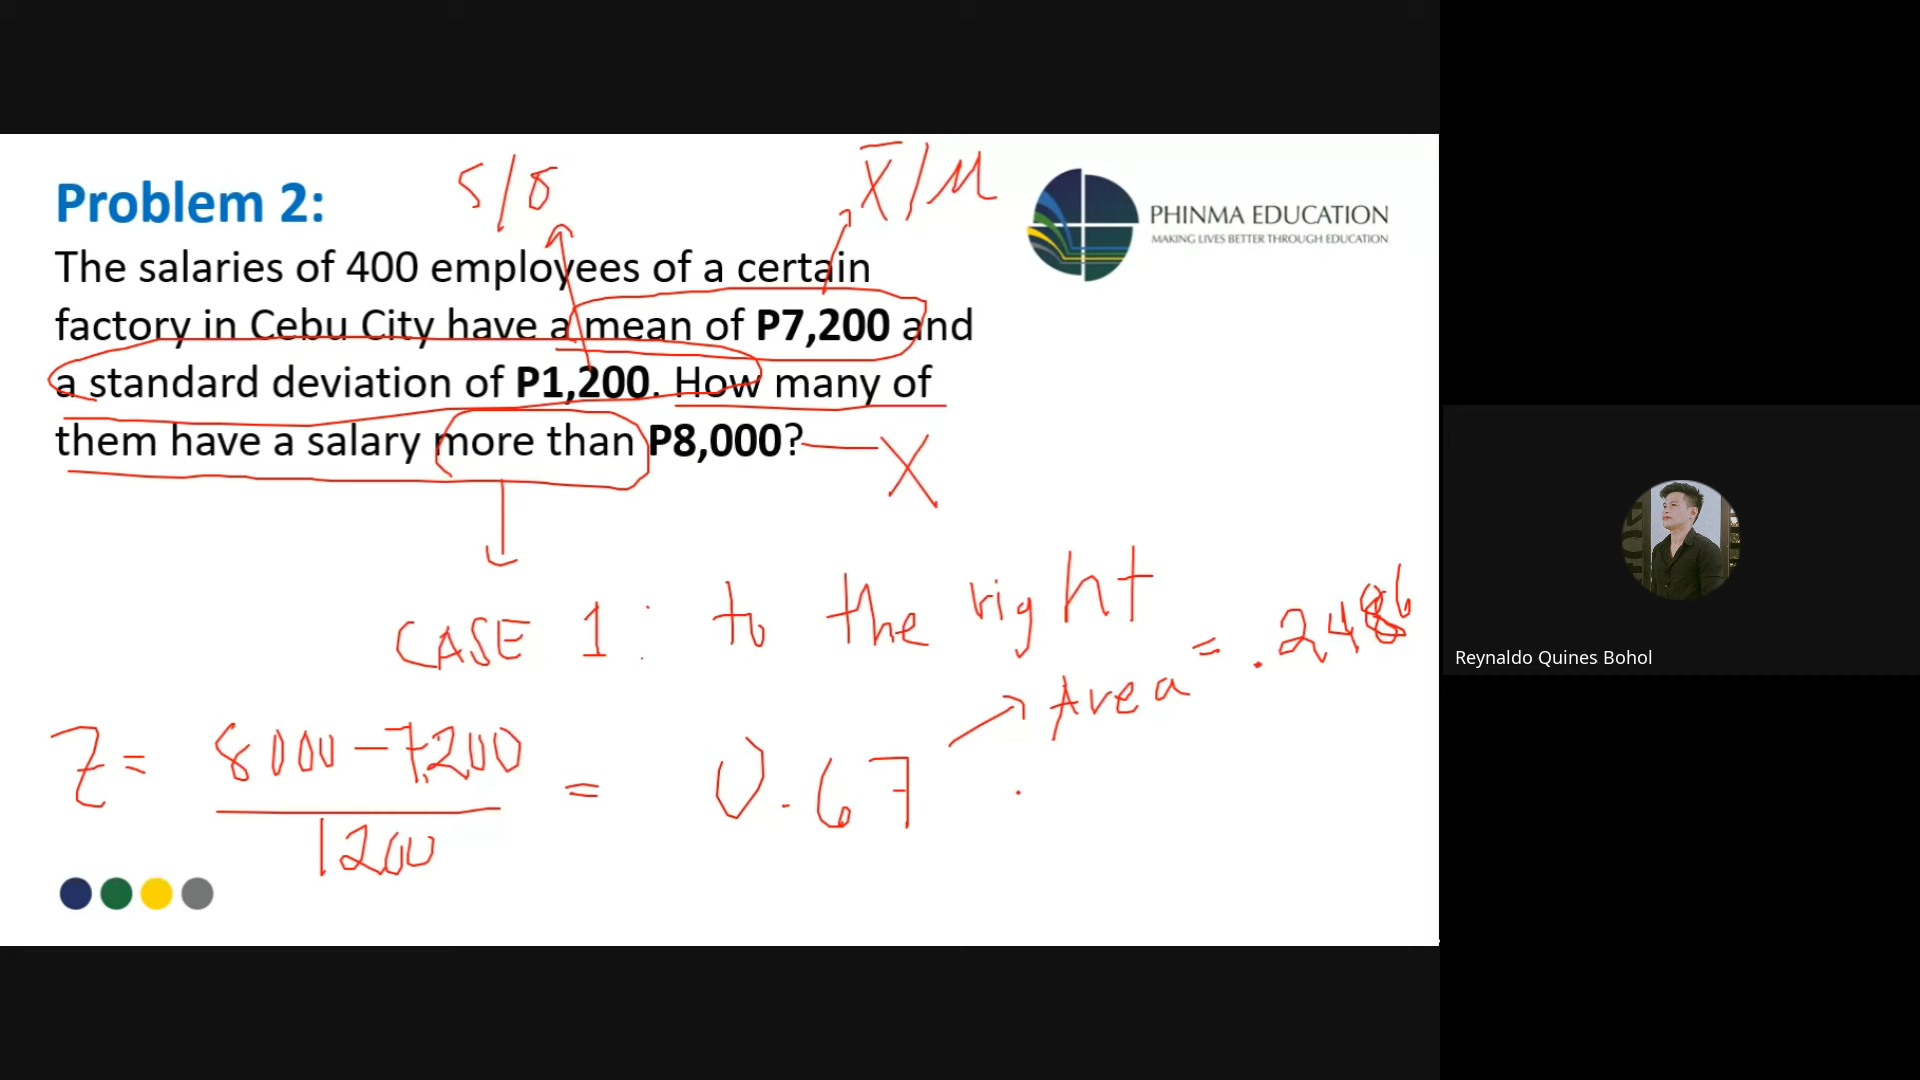 S/σ
X̄/μ
Problem 2:
PHINMA EDUCATION
MAKING LIVES BETTER THROUGH EDUCATION
The salaries of 400 employees of a certain
factory in Cebu City have a mean of P7,200 and
a standard deviation of P1,200. How many of
them have a salary more than P8,000?
X
CASE 1: to the right
Area = .2486
Z = 8000-7,200
1200
= 0.67
Reynaldo Quines Bohol